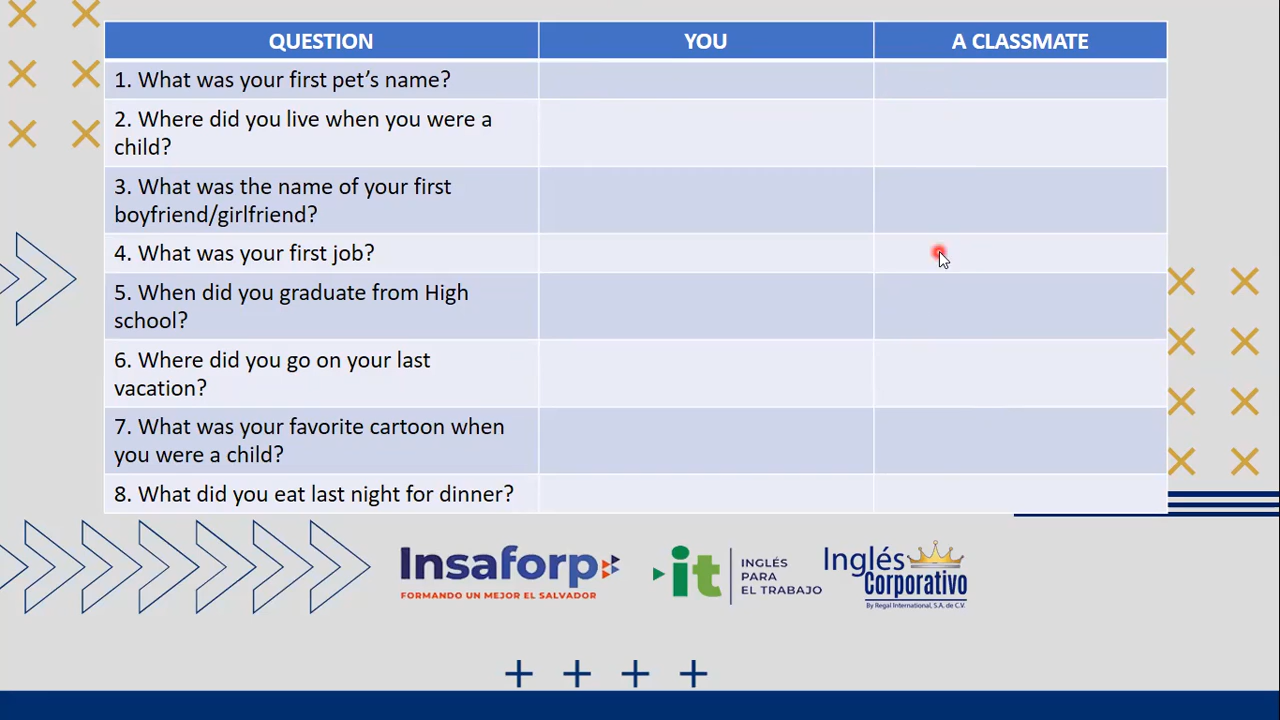 QUESTION YOU A CLASSMATE
1. What was your first pet’s name?
2. Where did you live when you were a
child?
3. What was the name of your first
boyfriend/girlfriend?
4. What was your first job?
5. When did you graduate from High
school?
6. Where did you go on your last
vacation?
7. What was your favorite cartoon when
you were a child?
8. What did you eat last night for dinner?
Insaforp
FORMANDO UN MEJOR EL SALVADOR
it
INGLÉS
PARA
EL TRABAJO
Inglés
Corporativo
By Regal International, S.A. de C.V.